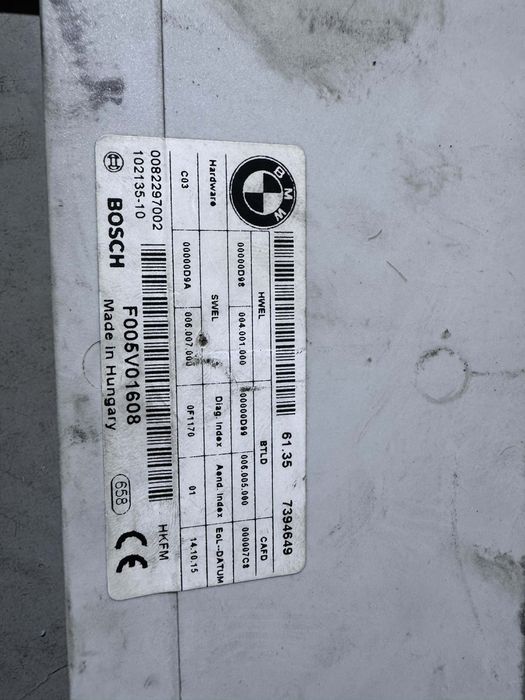 BMW
61.35 7394649
HWEL BTLD CAFD
00000D98 004.001.000 00000D99 006.005.000 000007C8
Hardware SWEL Diag. Index Aend. Index EoL-DATUM
C03 00000D9A 006.007.000 0F1170 01 14.10.15
0082297002
102135-10
HKFM
BOSCH F005V01608
Made in Hungary
658
CE